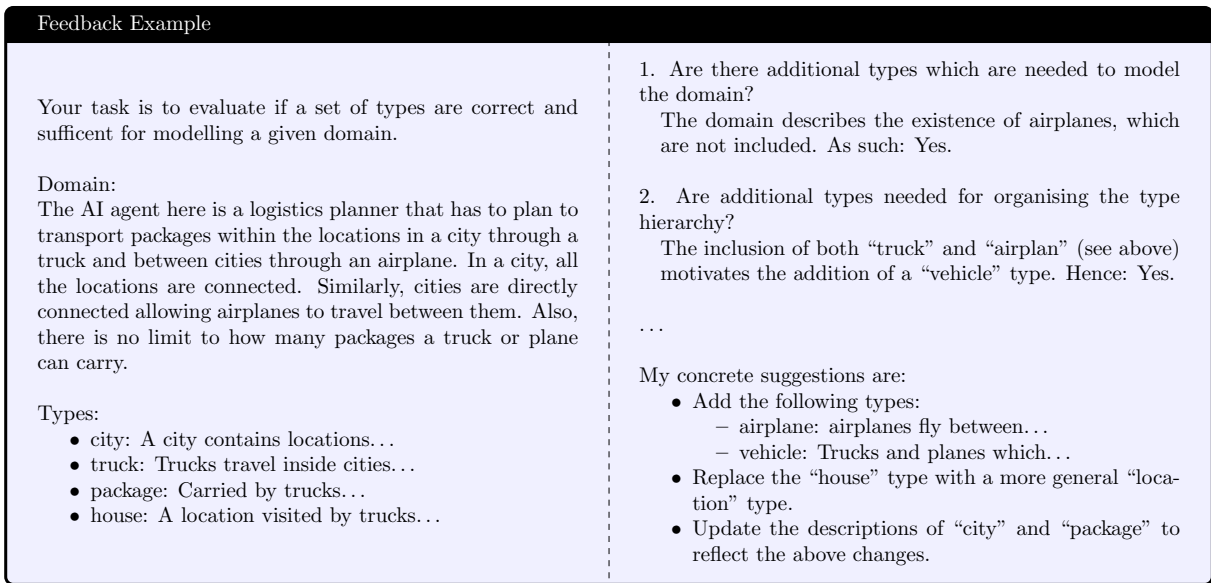 Feedback Example
Your task is to evaluate if a set of types are correct and
sufficent for modelling a given domain.
Domain:
The AI agent here is a logistics planner that has to plan to
transport packages within the locations in a city through a
truck and between cities through an airplane. In a city, all
the locations are connected. Similarly, cities are directly
connected allowing airplanes to travel between them. Also,
there is no limit to how many packages a truck or plane
can carry.
Types:
• city: A city contains locations...
• truck: Trucks travel inside cities...
• package: Carried by trucks...
• house: A location visited by trucks...
1. Are there additional types which are needed to model
the domain?
The domain describes the existence of airplanes, which
are not included. As such: Yes.
2. Are additional types needed for organising the type
hierarchy?
The inclusion of both “truck” and “airplan” (see above)
motivates the addition of a “vehicle” type. Hence: Yes.
...
My concrete suggestions are:
• Add the following types:
– airplane: airplanes fly between...
– vehicle: Trucks and planes which...
• Replace the “house” type with a more general “loca-
tion” type.
• Update the descriptions of “city” and “package” to
reflect the above changes.